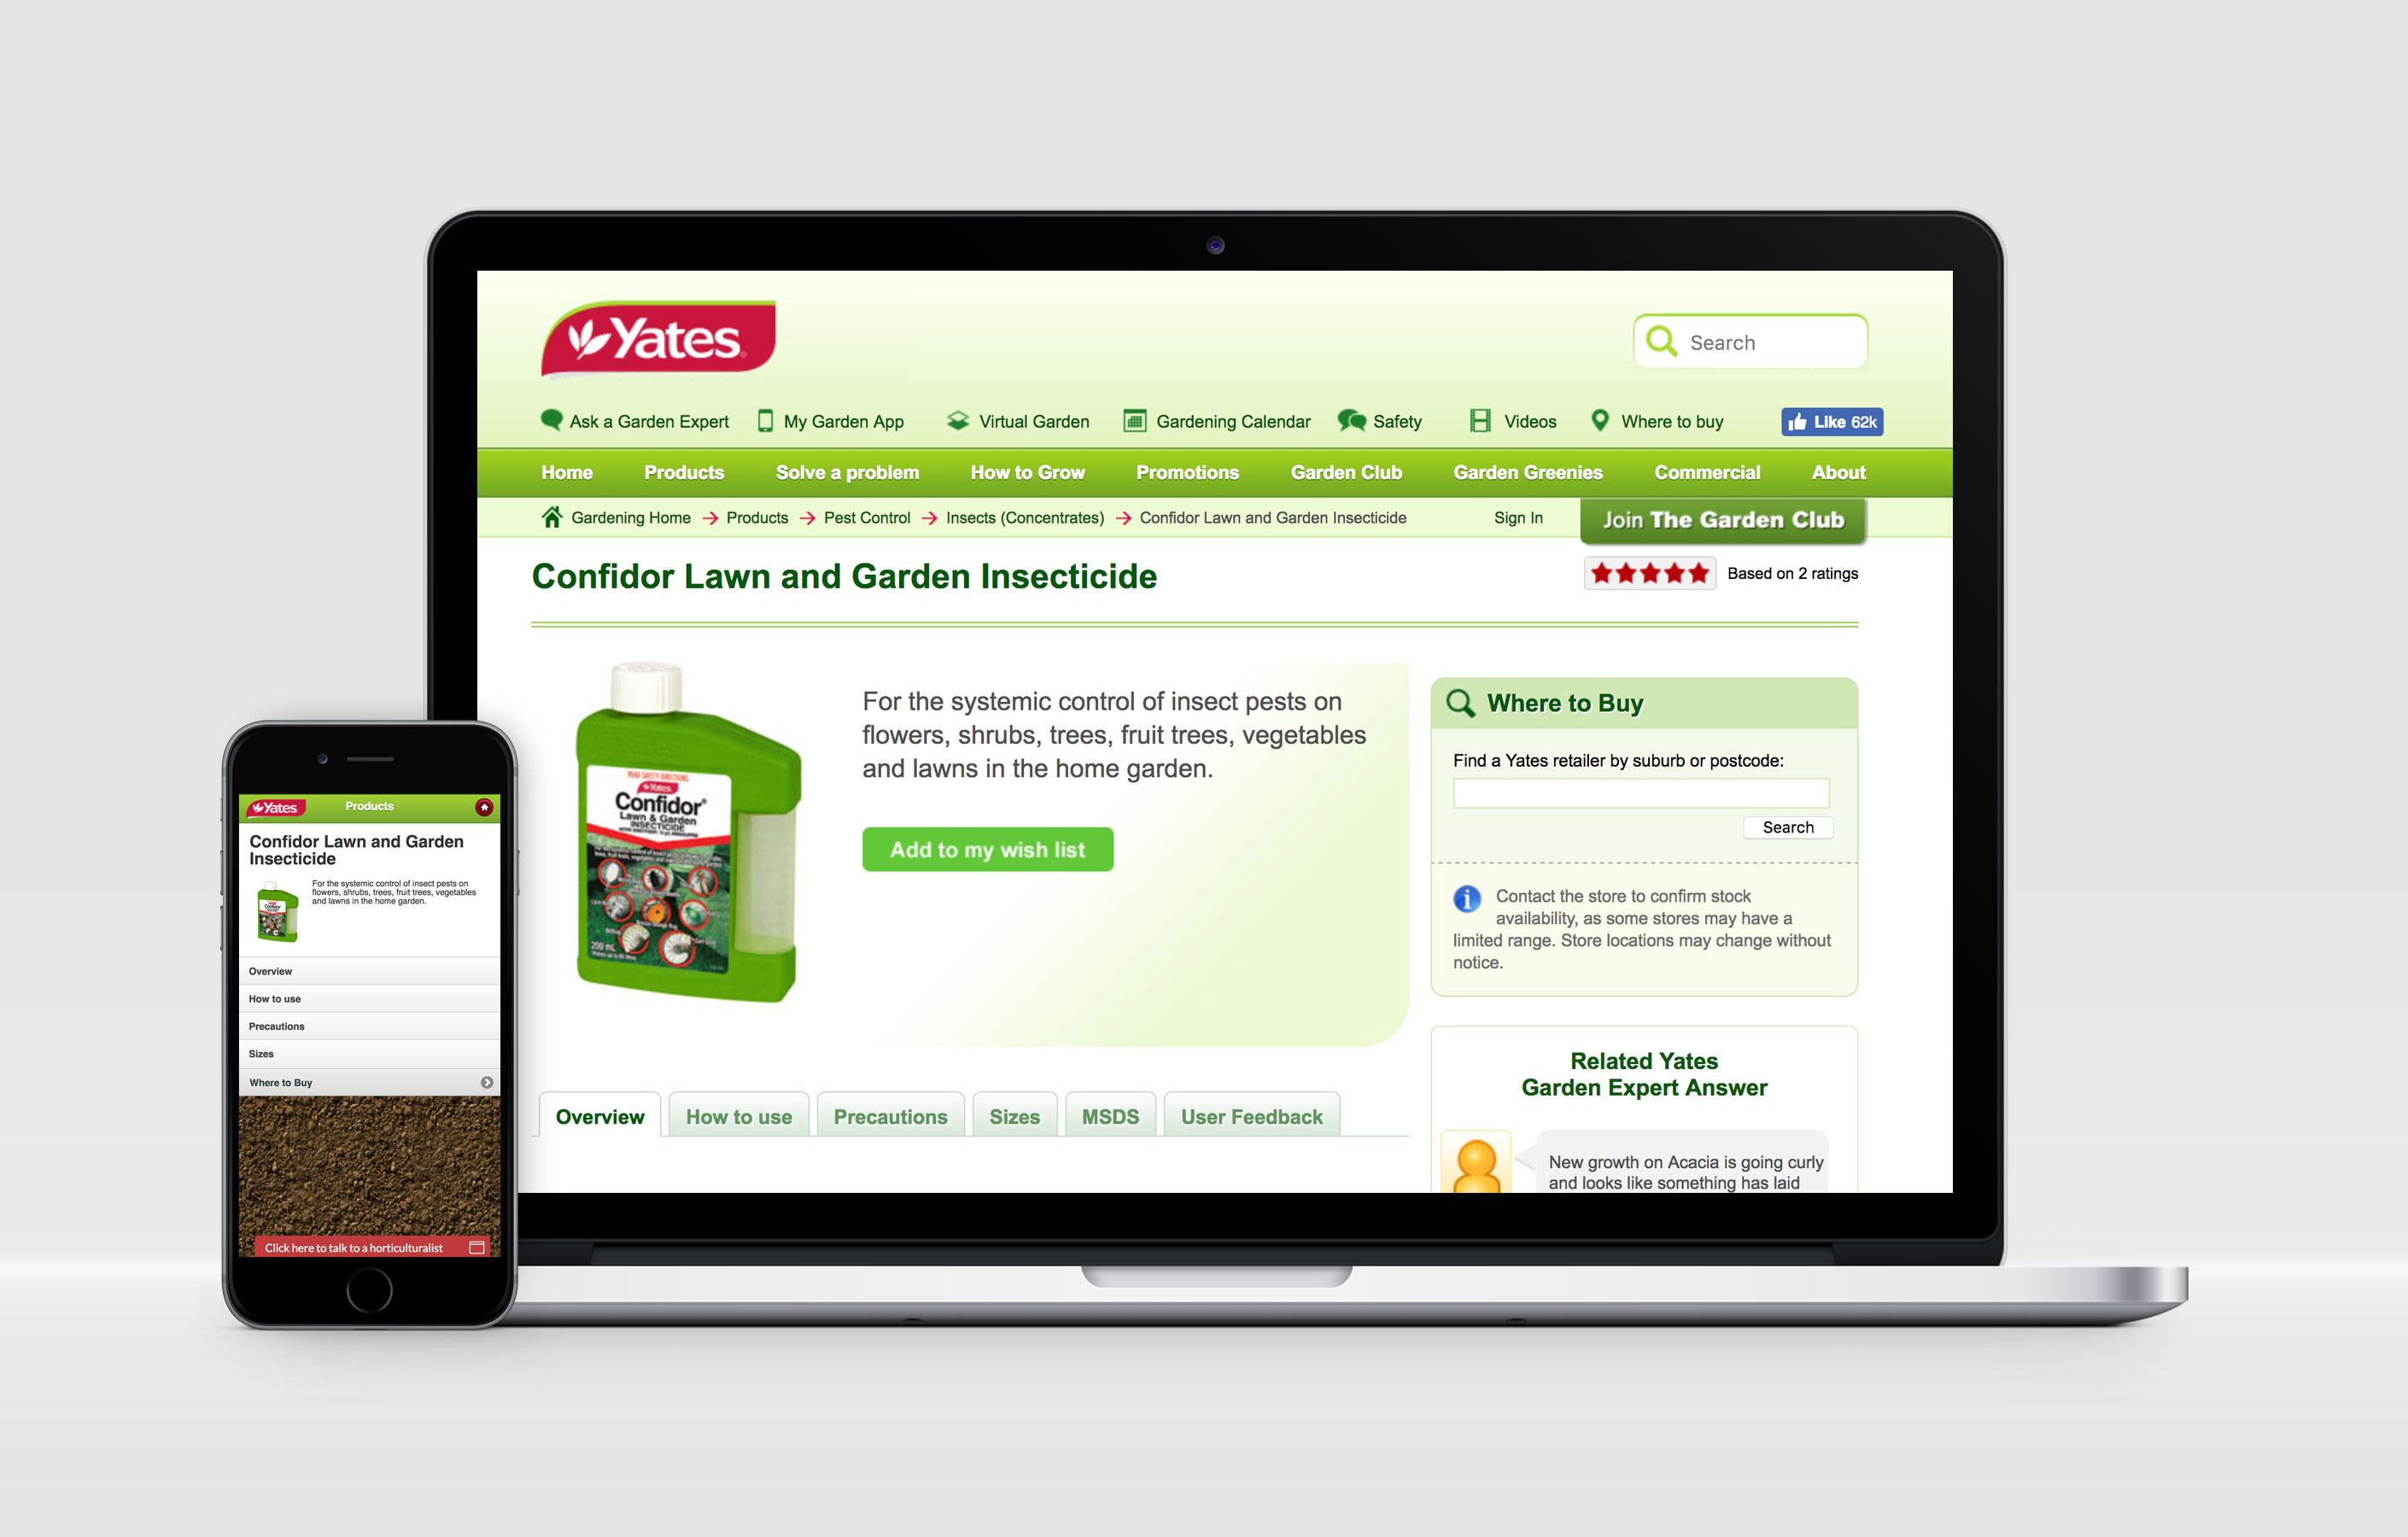 Yates
Search
Ask a Garden Expert
My Garden App
Virtual Garden
Gardening Calendar
Safety
Videos
Where to buy
Like 62k
Home
Products
Solve a problem
How to Grow
Promotions
Garden Club
Garden Greenies
Commercial
About
Gardening Home
Products
Pest Control
Insects (Concentrates)
Confidor Lawn and Garden Insecticide
Sign In
Join The Garden Club
Confidor Lawn and Garden Insecticide
Based on 2 ratings
READ SAFETY DIRECTIONS
Yates
Confidor®
Lawn & Garden
INSECTICIDE
200 mL
For the systemic control of insect pests on
flowers, shrubs, trees, fruit trees, vegetables
and lawns in the home garden.
Add to my wish list
Where to Buy
Find a Yates retailer by suburb or postcode:
Search
Contact the store to confirm stock
availability, as some stores may have a
limited range. Store locations may change without
notice.
Related Yates
Garden Expert Answer
New growth on Acacia is going curly
and looks like something has laid
Overview
How to use
Precautions
Sizes
MSDS
User Feedback
Yates
Products
Confidor Lawn and Garden
Insecticide
For the systemic control of insect pests on
flowers, shrubs, trees, fruit trees, vegetables
and lawns in the home garden.
Confidor
Overview
How to use
Precautions
Sizes
Where to Buy
Click here to talk to a horticulturalist